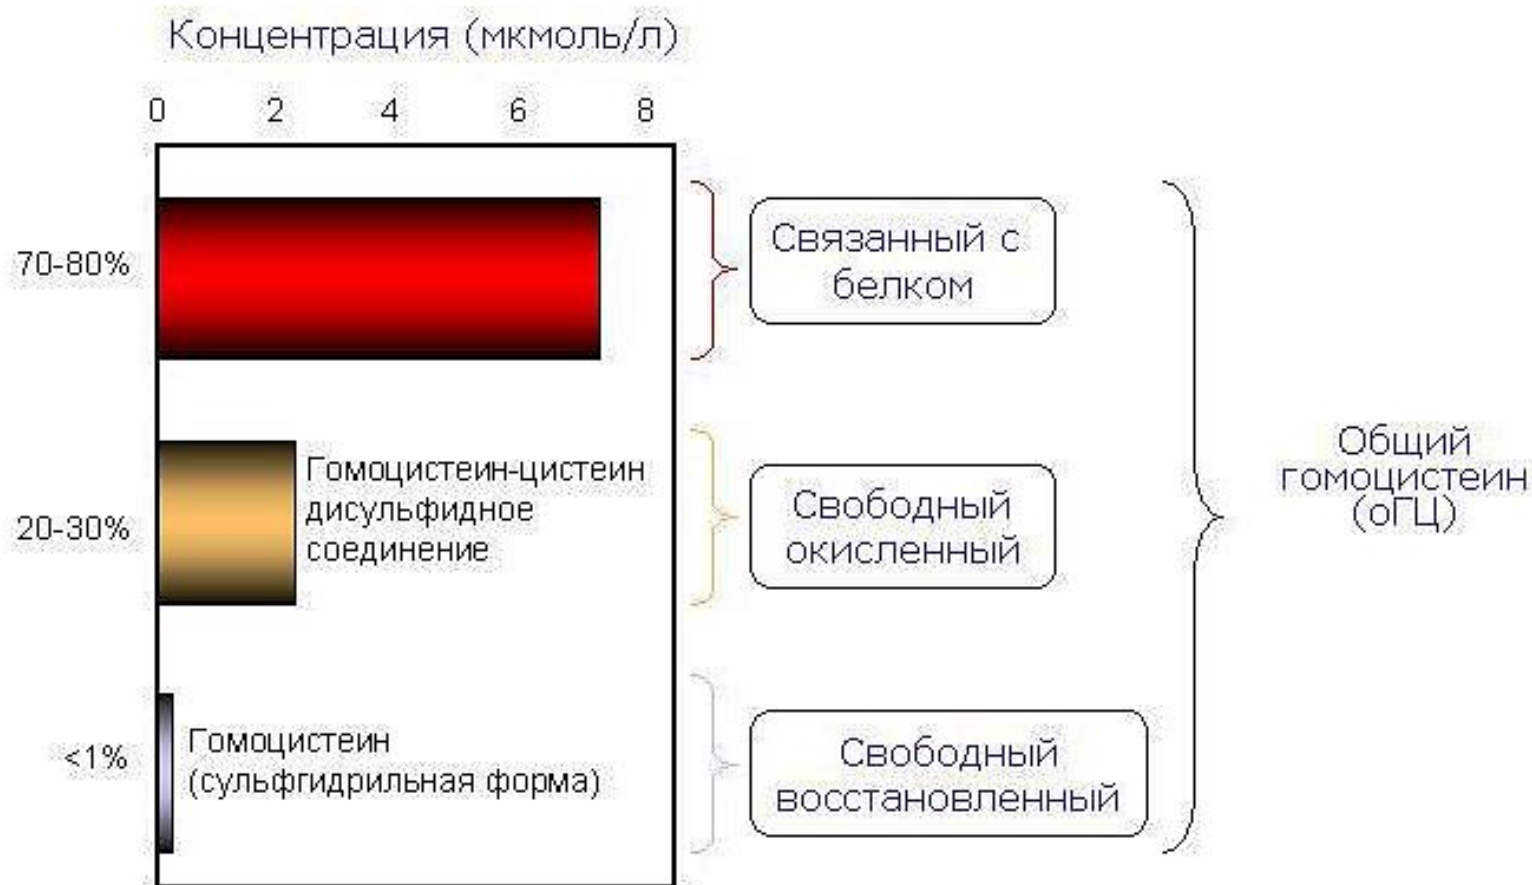 Концентрация (мкмоль/л)
0 2 4 6 8
70-80%
Связанный с
белком
20-30%
Гомоцистеин-цистеин
дисульфидное
соединение
Свободный
окисленный
<1%
Гомоцистеин
(сульфгидрильная форма)
Свободный
восстановленный
Общий
гомоцистеин
(оГЦ)